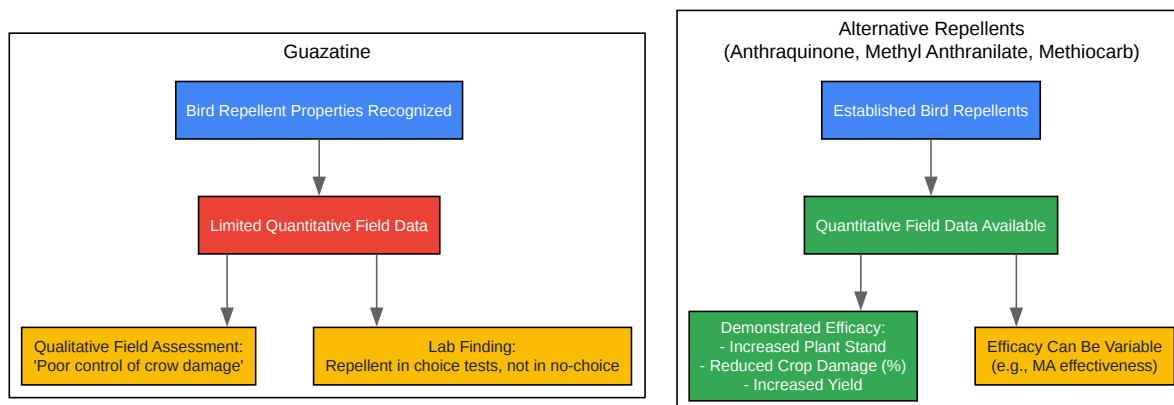 Guazatine
Bird Repellent Properties Recognized
Limited Quantitative Field Data
Qualitative Field Assessment:
'Poor control of crow damage'
Lab Finding:
Repellent in choice tests, not in no-choice
Alternative Repellents
(Anthraquinone, Methyl Anthranilate, Methiocarb)
Established Bird Repellents
Quantitative Field Data Available
Demonstrated Efficacy:
- Increased Plant Stand
- Reduced Crop Damage (%)
- Increased Yield
Efficacy Can Be Variable
(e.g., MA effectiveness)